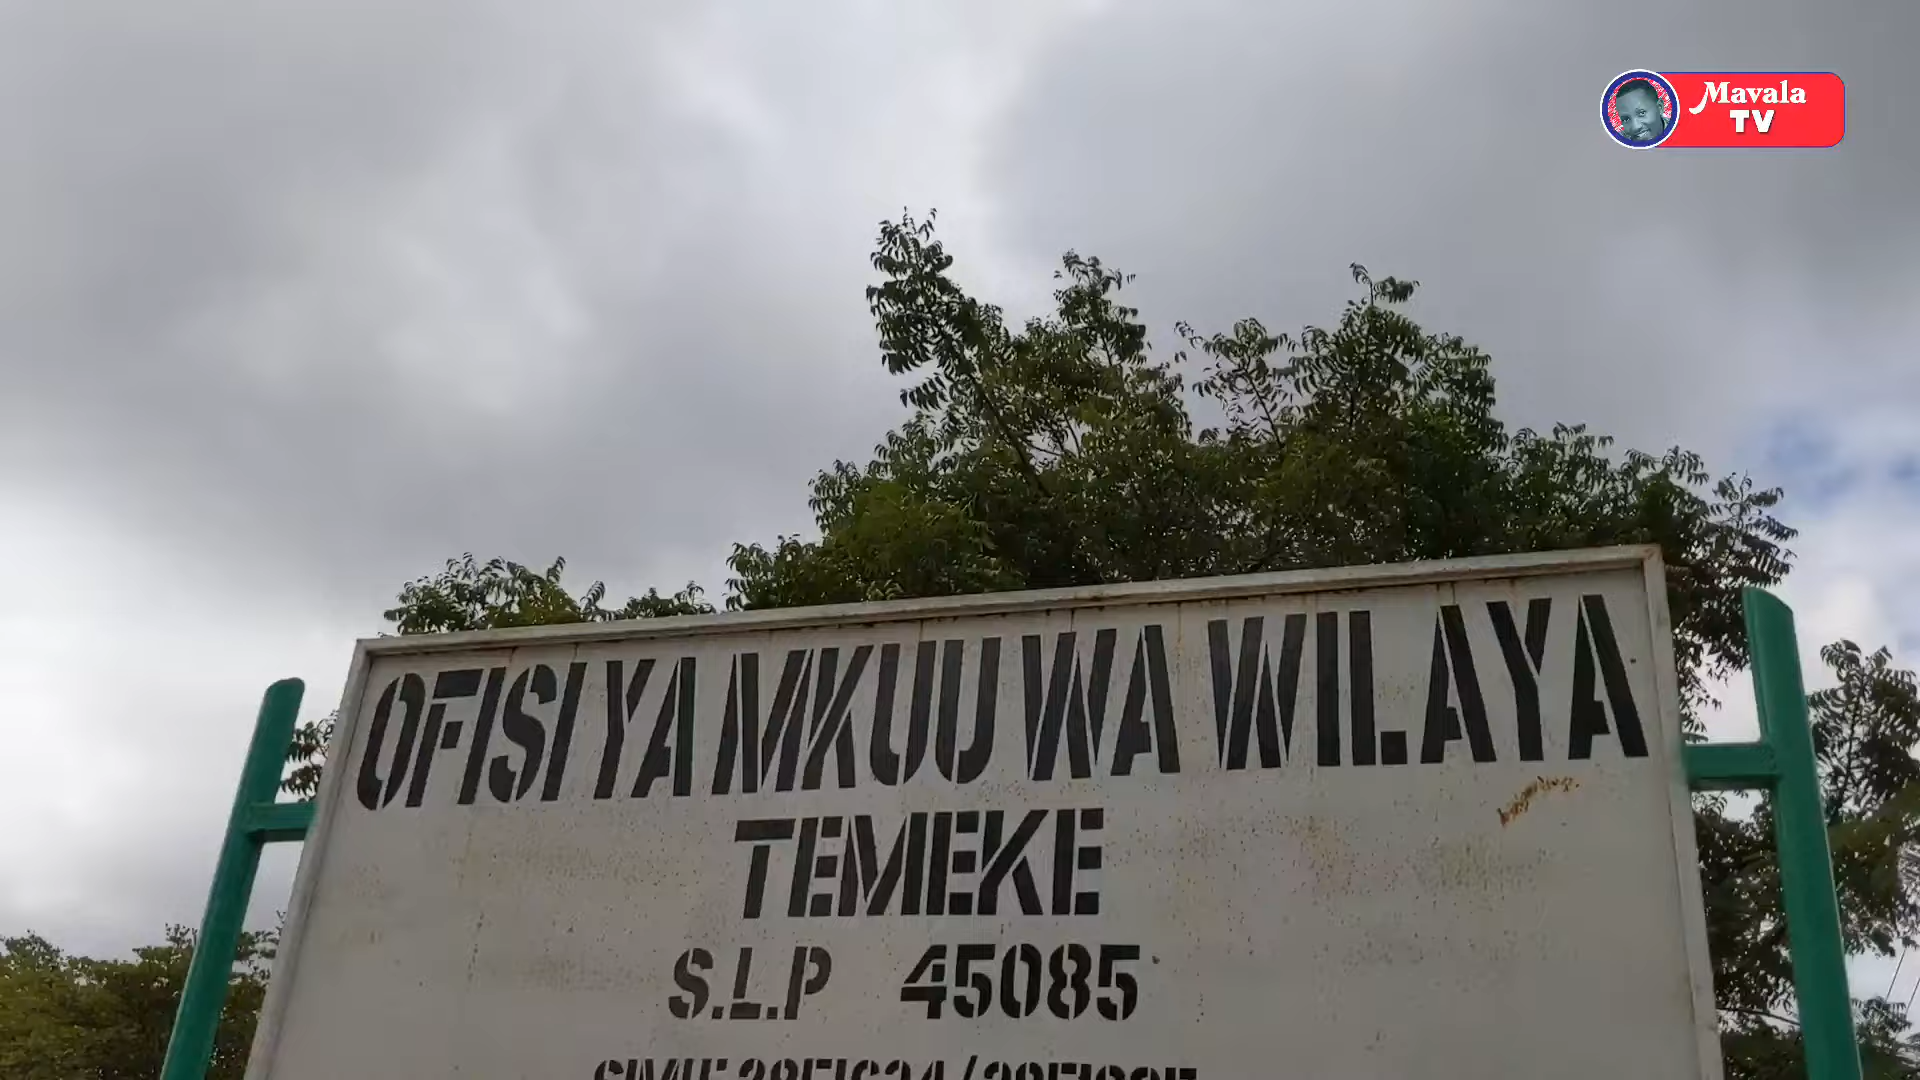 Mavala
TV
OFISI YA MKUU WA WILAYA
TEMEKE
S.L.P 45085